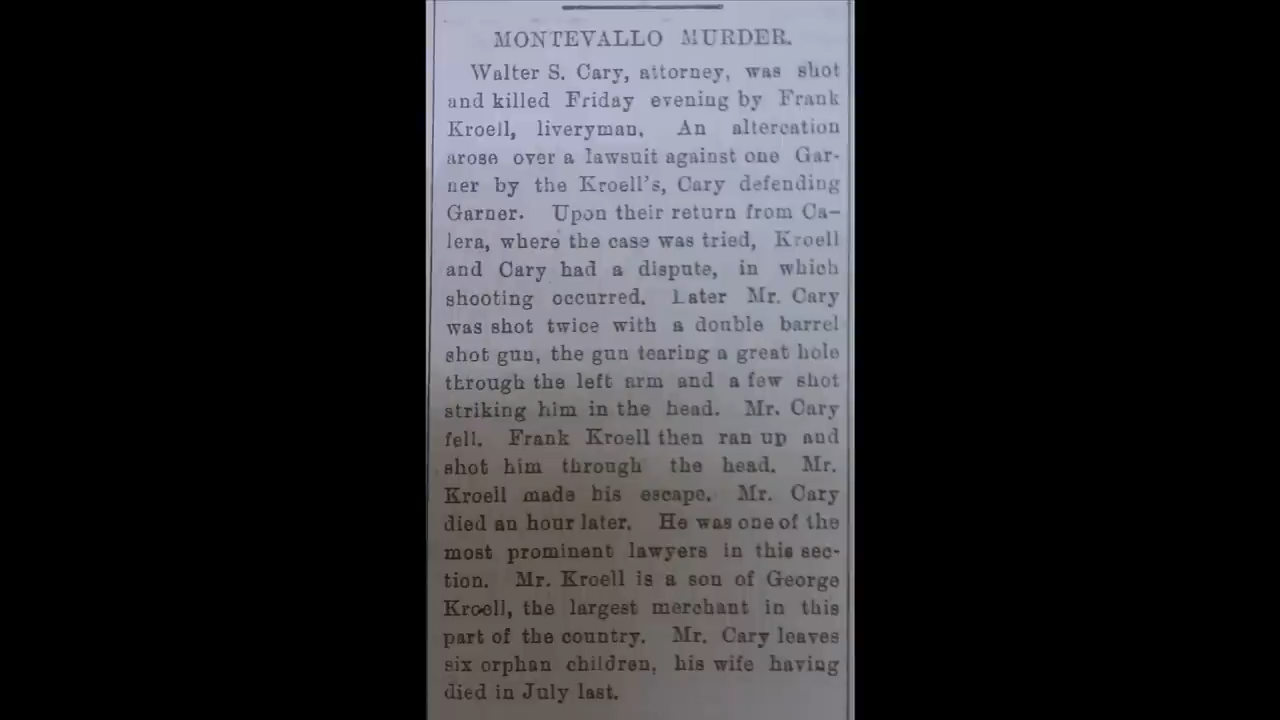 MONTEVALLO MURDER.
Walter S. Cary, attorney, was shot
and killed Friday evening by Frank
Kroell, liveryman. An altercation
arose over a lawsuit against one Gar-
ner by the Kroell's, Cary defending
Garner. Upon their return from Ca-
lera, where the case was tried, Kroell
and Cary had a dispute, in which
shooting occurred. Later Mr. Cary
was shot twice with a double barrel
shot gun, the gun tearing a great hole
through the left arm and a few shot
striking him in the head. Mr. Cary
fell. Frank Kroell then ran up and
shot him through the head. Mr.
Kroell made his escape. Mr. Cary
died an hour later. He was one of the
most prominent lawyers in this sec-
tion. Mr. Kroell is a son of George
Kroell, the largest merchant in this
part of the country. Mr. Cary leaves
six orphan children, his wife having
died in July last.